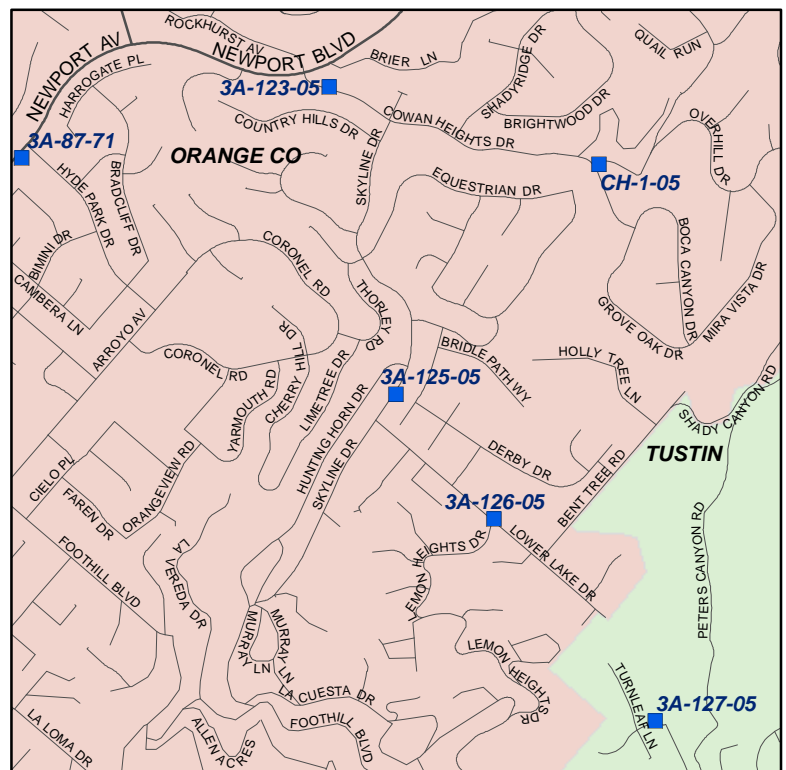 ROCKHURST AV
NEWPORT AV
NEWPORT BLVD
BRIER LN
SHADYRIDGE DR
QUAIL RUN
HARROGATE PL
3A-123-05
COUNTRY HILLS DR
COWAN HEIGHTS DR
BRIGHTWOOD DR
OVERHILL DR
3A-87-71
ORANGE CO
SKYLINE DR
CH-1-05
HYDE PARK DR
BRADCLIFF DR
EQUESTRIAN DR
BIMINI DR
CAMBERA LN
CORONEL RD
BOCA CANYON DR
MIRA VISTA DR
GROVE OAK DR
ARROYO AV
THORLEY RD
BRIDLE PATH WY
HOLLY TREE LN
CORONEL RD
CHERRY HILL DR
LIMETREE DR
YARMOUTH RD
3A-125-05
SHADY CANYON RD
HUNTING HORN DR
SKYLINE DR
DERBY DR
TUSTIN
CIELO PL
ORANGEVIEW RD
FAREN DR
BENT TREE RD
3A-126-05
LOWER LAKE DR
LEMON HEIGHTS DR
FOOTHILL BLVD
LA VEREDA DR
PETERS CANYON RD
MURRAY LN
MURRAY LN
LEMON HEIGHTS DR
LA CUESTA DR
FOOTHILL BLVD
TURNLEAF LN
3A-127-05
ALLEN ACRES
LA LOMA DR